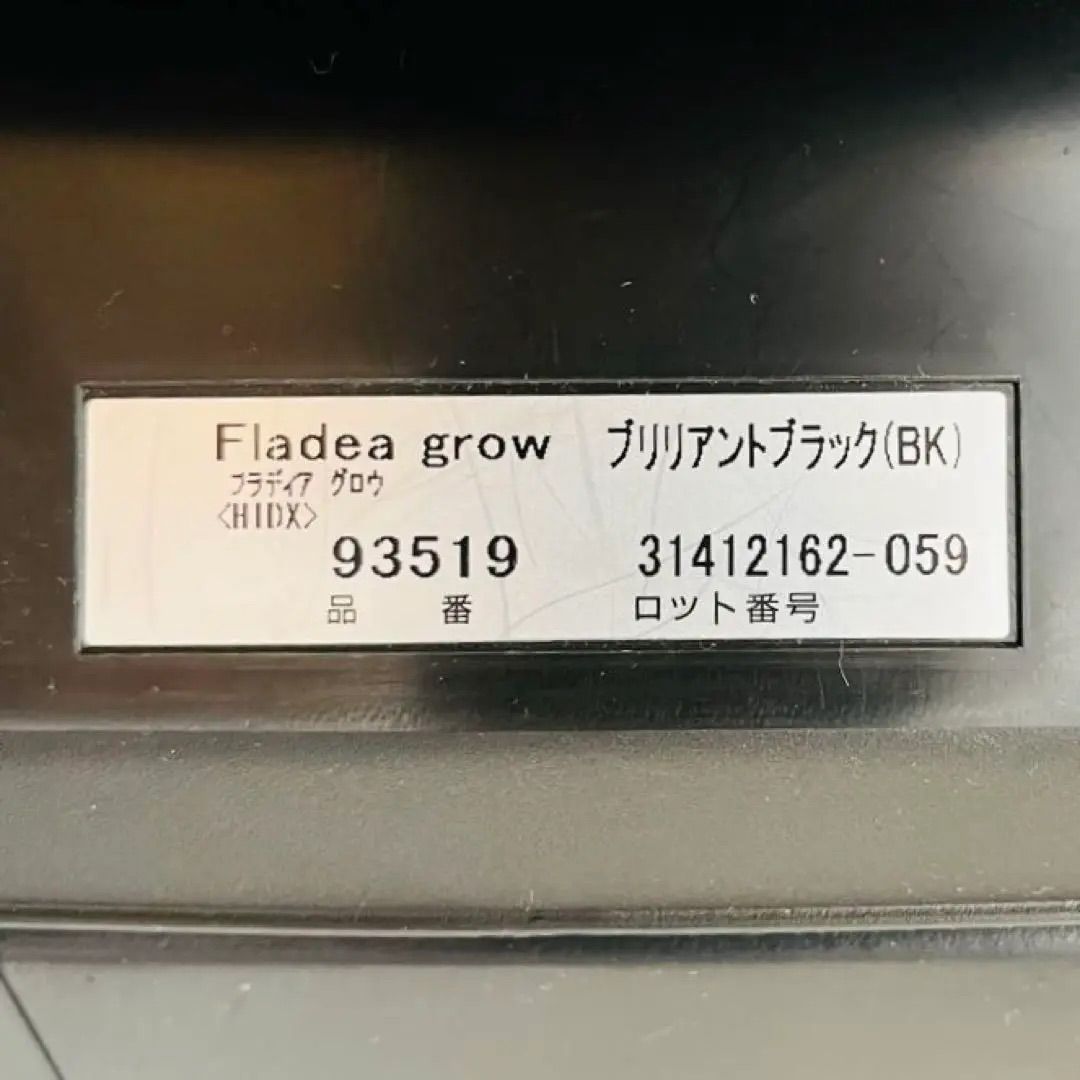 Fladea grow ブリリアントブラック(BK)
フラディア グロウ
<HIDX>
93519 31412162-059
品番 ロット番号